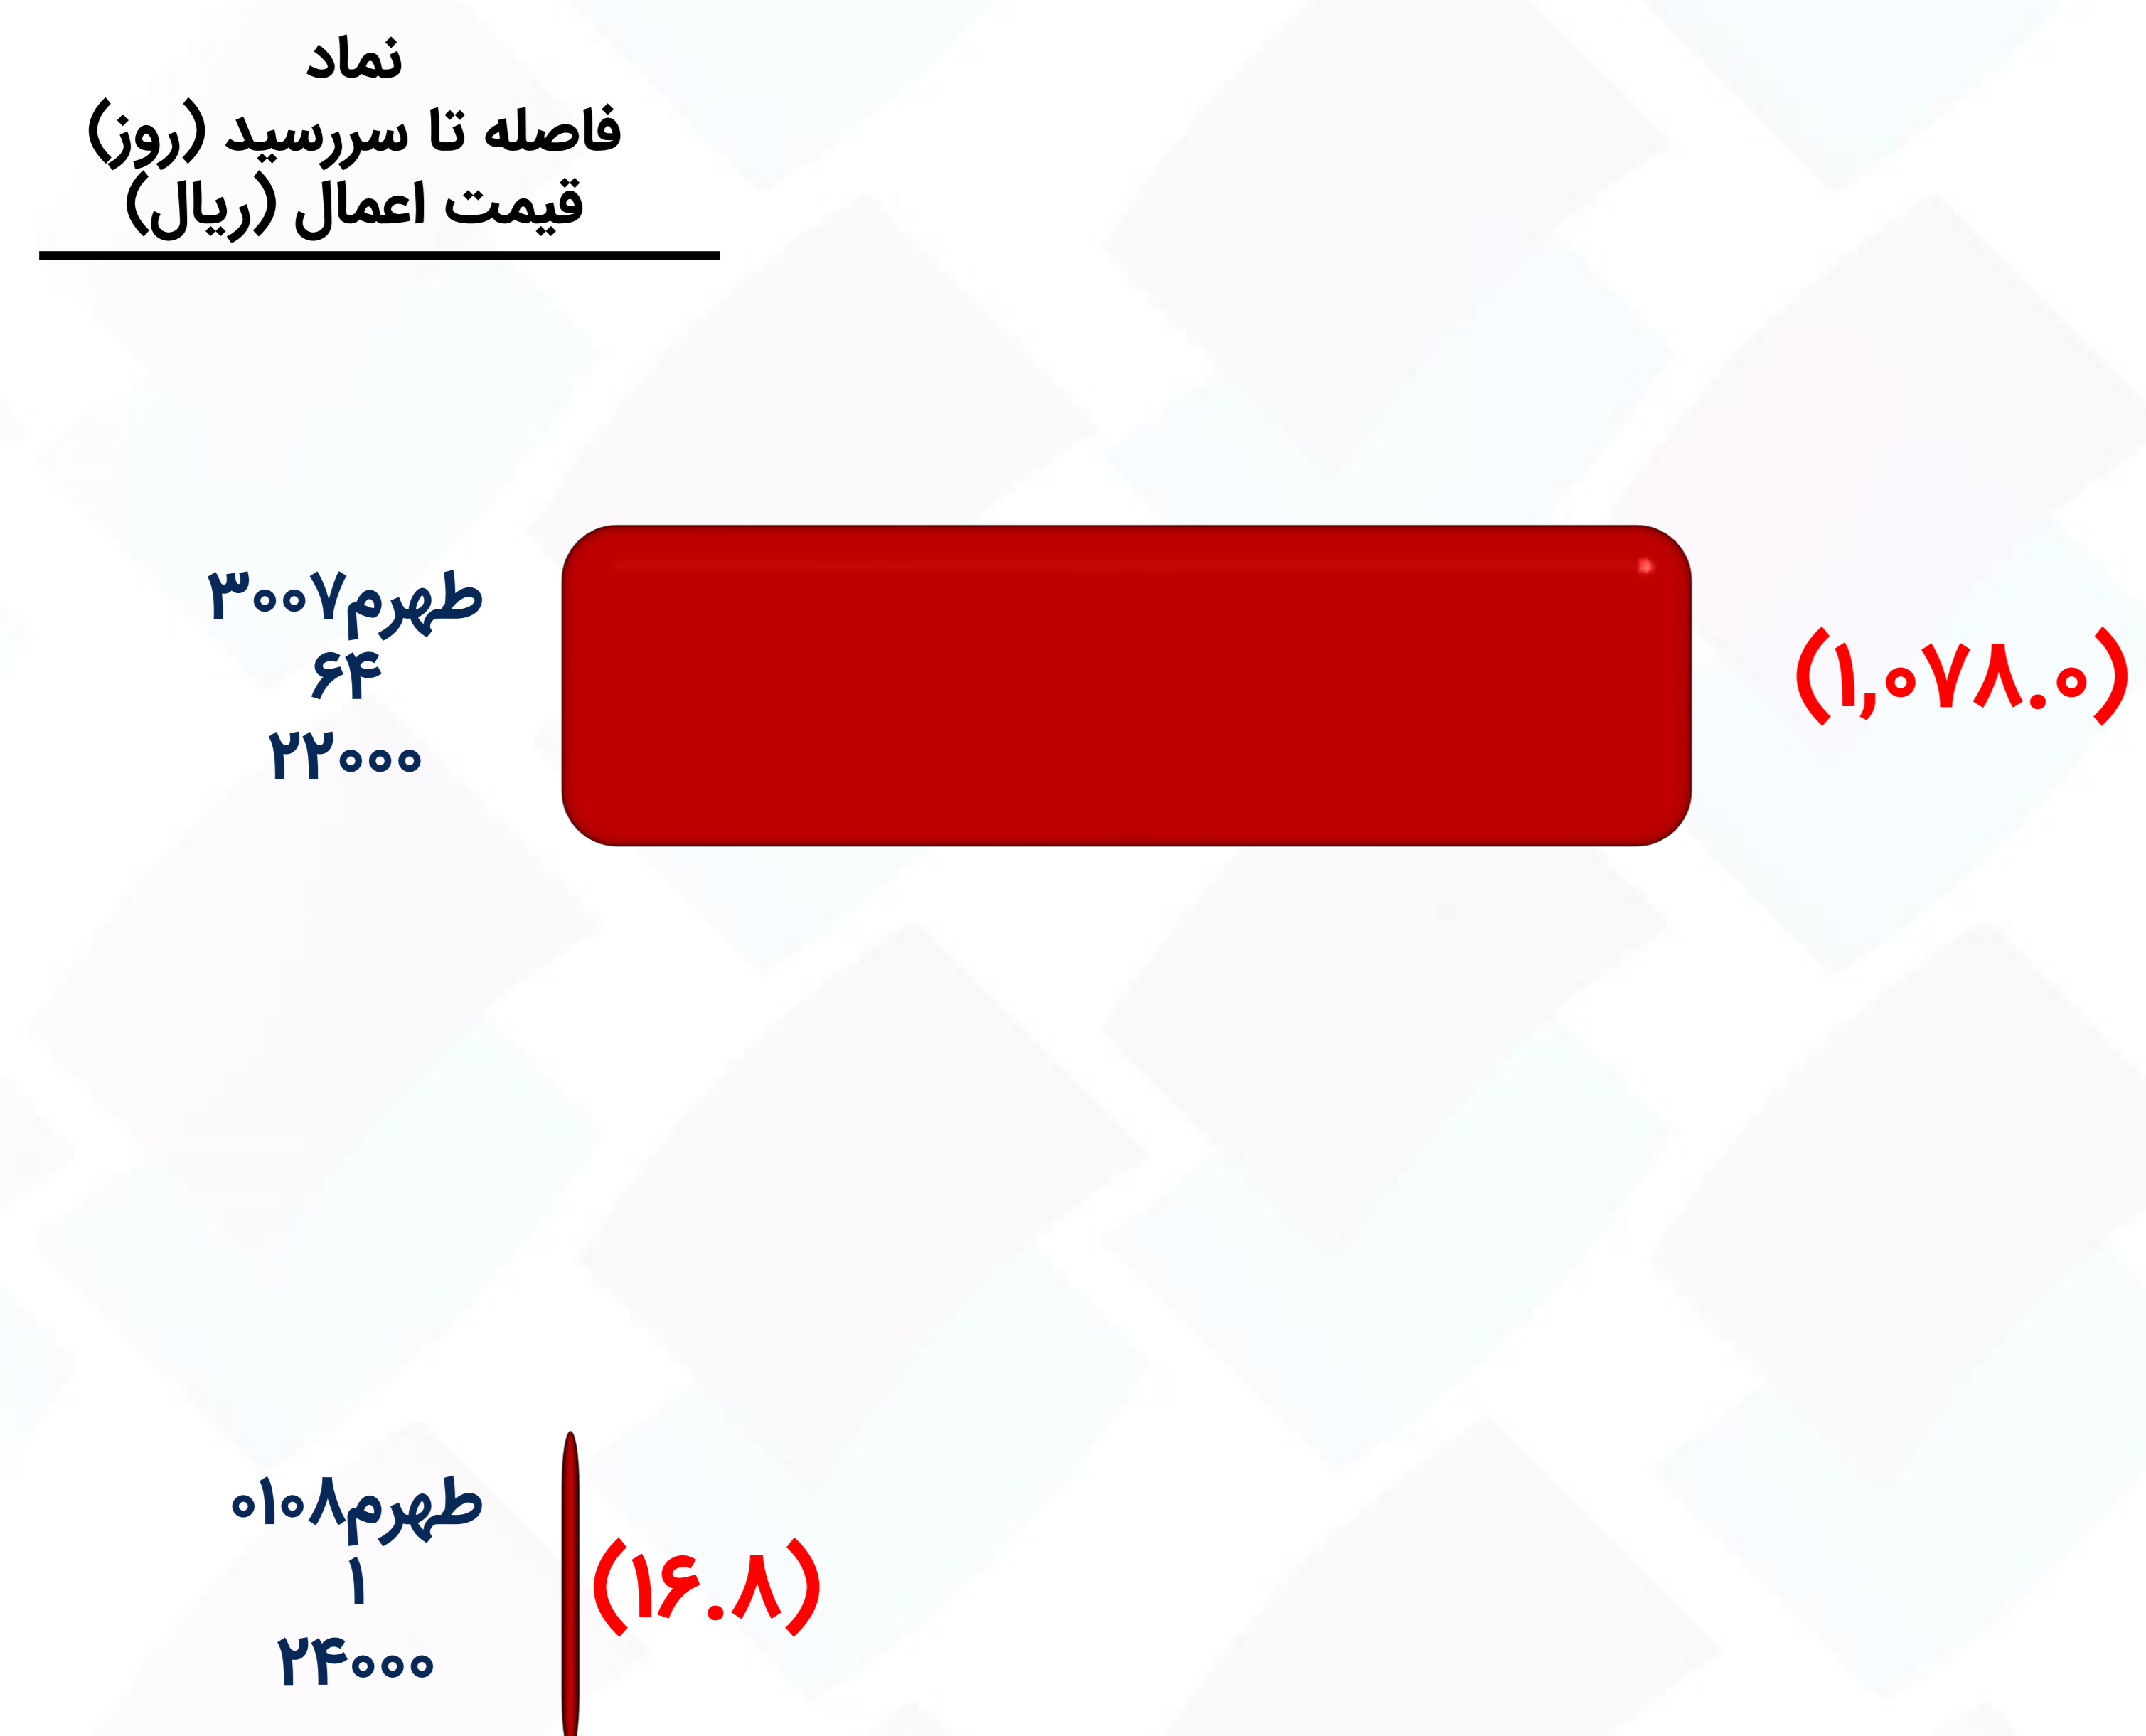 نماد
فاصله تا سررسید (روز)
قیمت اعمال (ریال)
طهرم۳۰۰۷
۶۴
۲۲۰۰۰
(۱,۰۷۸.۰)
طهرم۰۱۰۸
۱
۲۴۰۰۰
(۱۶.۸)